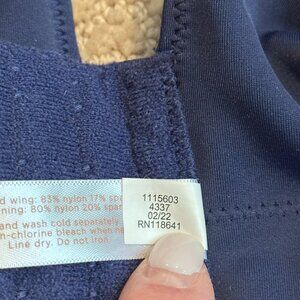 d wing: 83% nylon 17% spa
ning: 80% nylon 20% spar
and wash cold separately
n-chlorine bleach when ne
Line dry. Do not iron
1115603
4337
02/22
RN118641